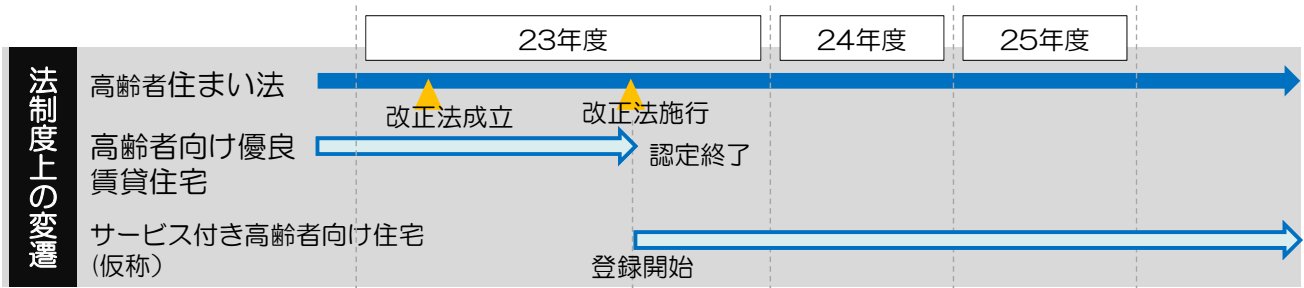 23年度
24年度
25年度
法制度上の変遷
高齢者住まい法
改正法成立
改正法施行
高齢者向け優良
賃貸住宅
認定終了
サービス付き高齢者向け住宅
(仮称）
登録開始